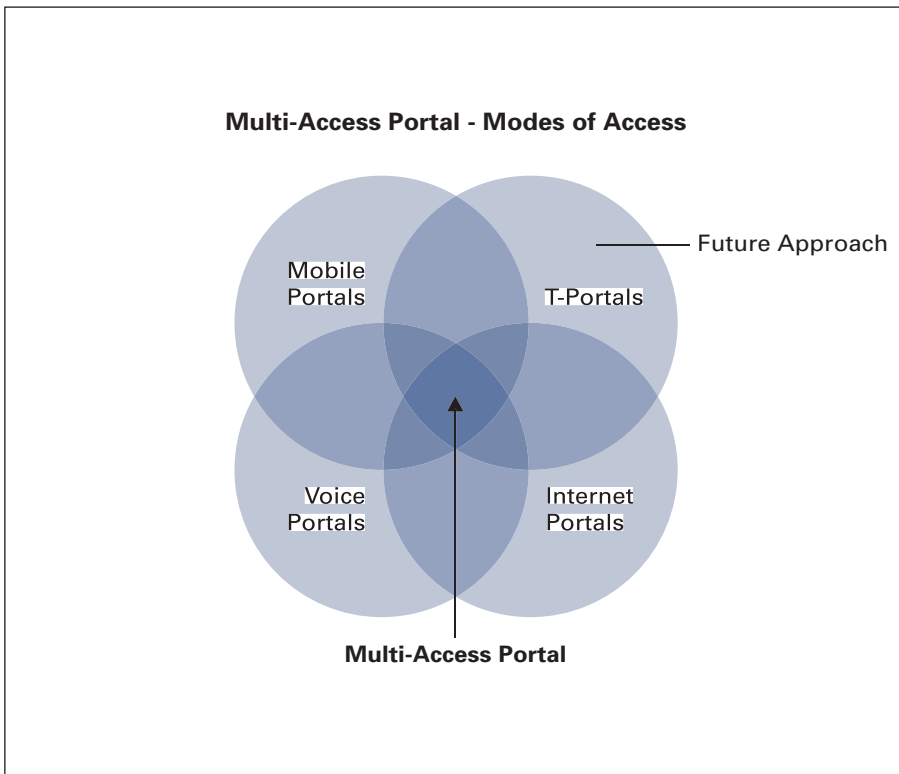 Multi-Access Portal - Modes of Access
Future Approach
Mobile
Portals
T-Portals
Voice
Portals
Internet
Portals
Multi-Access Portal